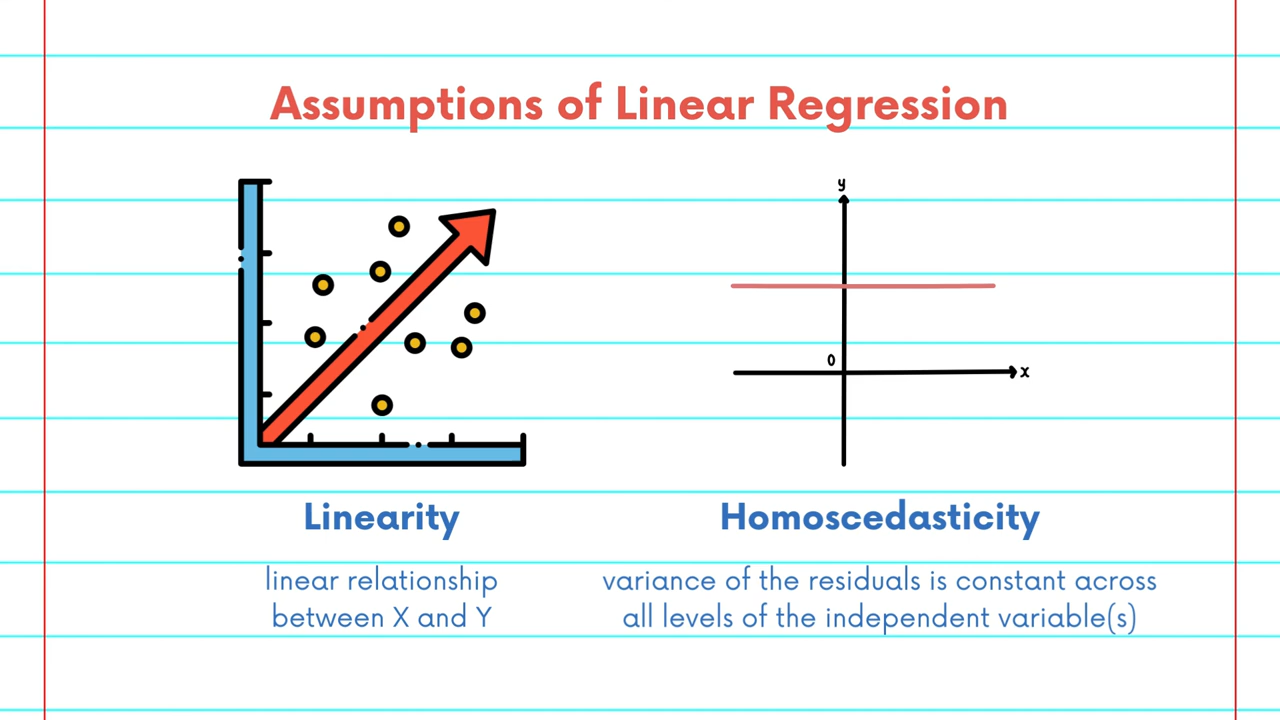 Assumptions of Linear Regression
y
0
x
Linearity
linear relationship
between X and Y
Homoscedasticity
variance of the residuals is constant across
all levels of the independent variable(s)